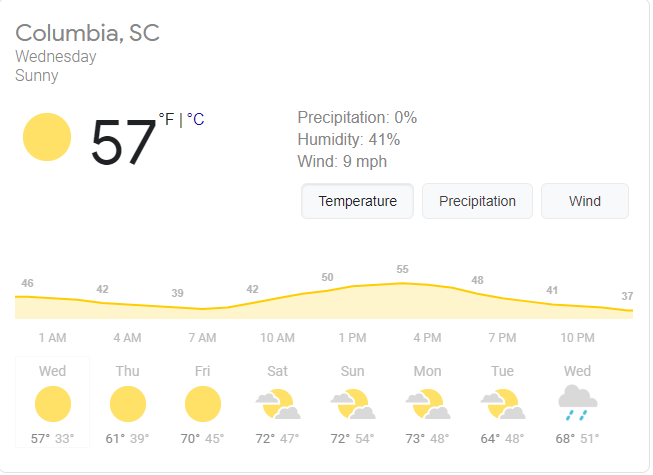 Columbia, SC
Wednesday
Sunny
57 °F | °C
Precipitation: 0%
Humidity: 41%
Wind: 9 mph
Temperature Precipitation Wind
46 42 39 42 50 55 48 41 37
1 AM 4 AM 7 AM 10 AM 1 PM 4 PM 7 PM 10 PM
Wed Thu Fri Sat Sun Mon Tue Wed
57° 33° 61° 39° 70° 45° 72° 47° 72° 54° 73° 48° 64° 48° 68° 51°